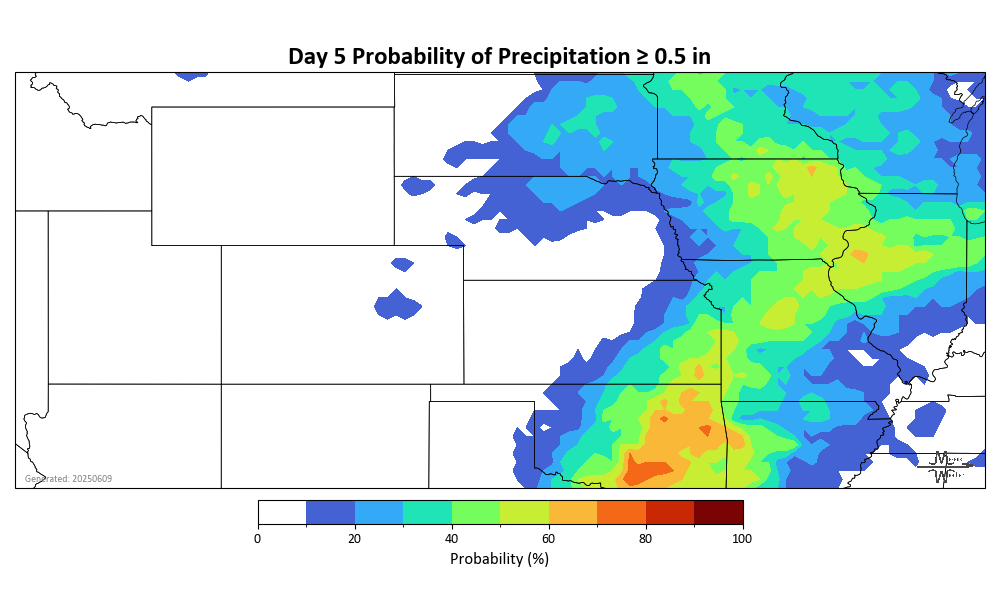 Day 5 Probability of Precipitation ≥ 0.5 in
Generated: 20250609
0 20 40 60 80 100
Probability (%)